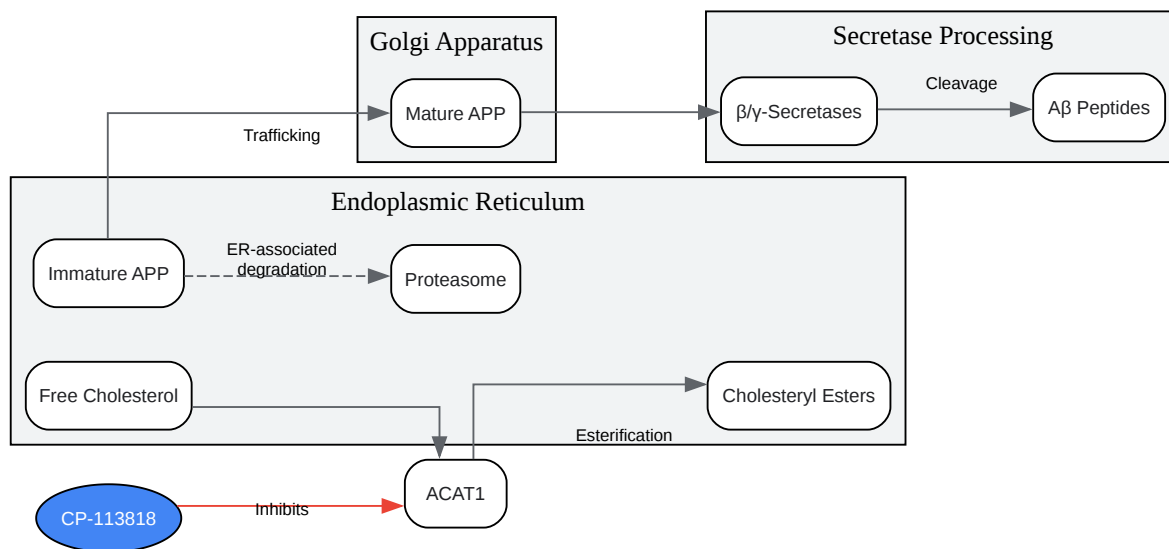 Golgi Apparatus
Secretase Processing
Mature APP
β/γ-Secretases
Cleavage
Aβ Peptides
Trafficking
Endoplasmic Reticulum
Immature APP
ER-associated
degradation
Proteasome
Free Cholesterol
Cholesteryl Esters
Esterification
ACAT1
CP-113818
Inhibits